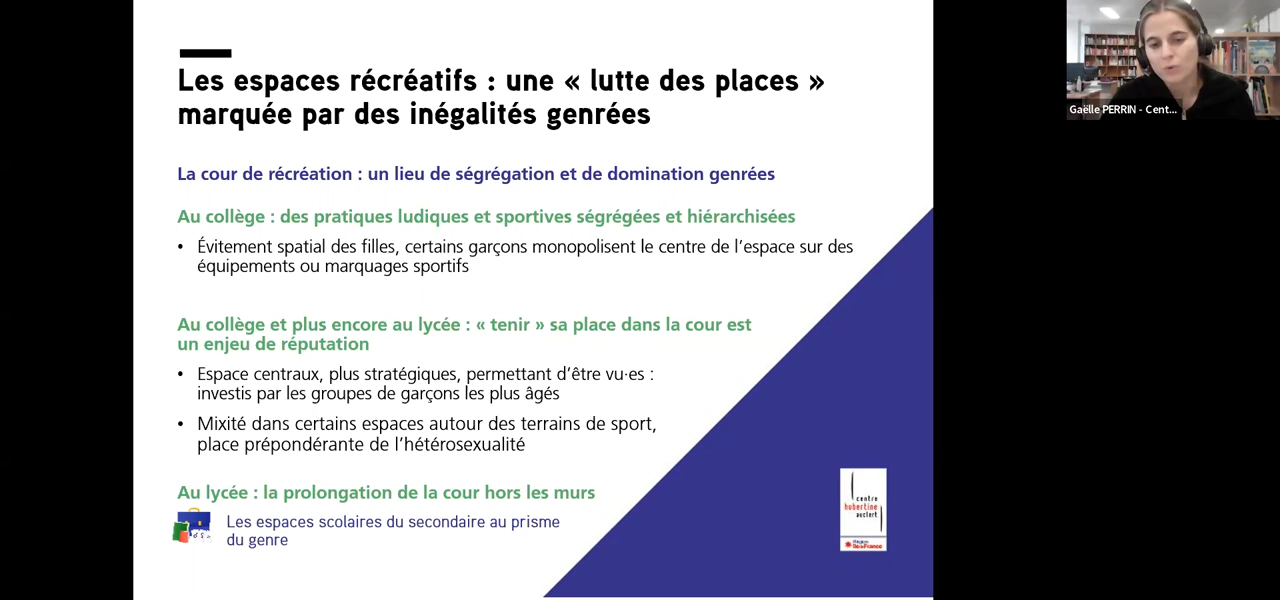 Les espaces récréatifs : une « lutte des places »
marquée par des inégalités genrées
La cour de récréation : un lieu de ségrégation et de domination genrées
Au collège : des pratiques ludiques et sportives ségrégées et hiérarchisées
• Évitement spatial des filles, certains garçons monopolisent le centre de l'espace sur des
équipements ou marquages sportifs
Au collège et plus encore au lycée : « tenir » sa place dans la cour est
un enjeu de réputation
• Espace centraux, plus stratégiques, permettant d'être vu·es :
investis par les groupes de garçons les plus âgés
• Mixité dans certains espaces autour des terrains de sport,
place prépondérante de l'hétérosexualité
Au lycée : la prolongation de la cour hors les murs
Les espaces scolaires du secondaire au prisme
du genre
centre
hubertine
auclert
îledeFrance
Gaëlle PERRIN - Cent...